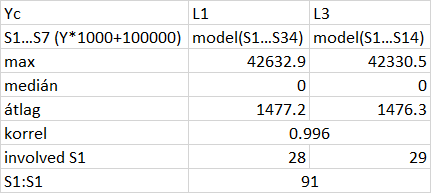 Yc L1 L3
S1...S7 (Y*1000+100000) model(S1...S34) model(S1...S14)
max 42632.9 42330.5
medián 0 0
átlag 1477.2 1476.3
korrel 0.996
involved S1 28 29
S1:S1 91